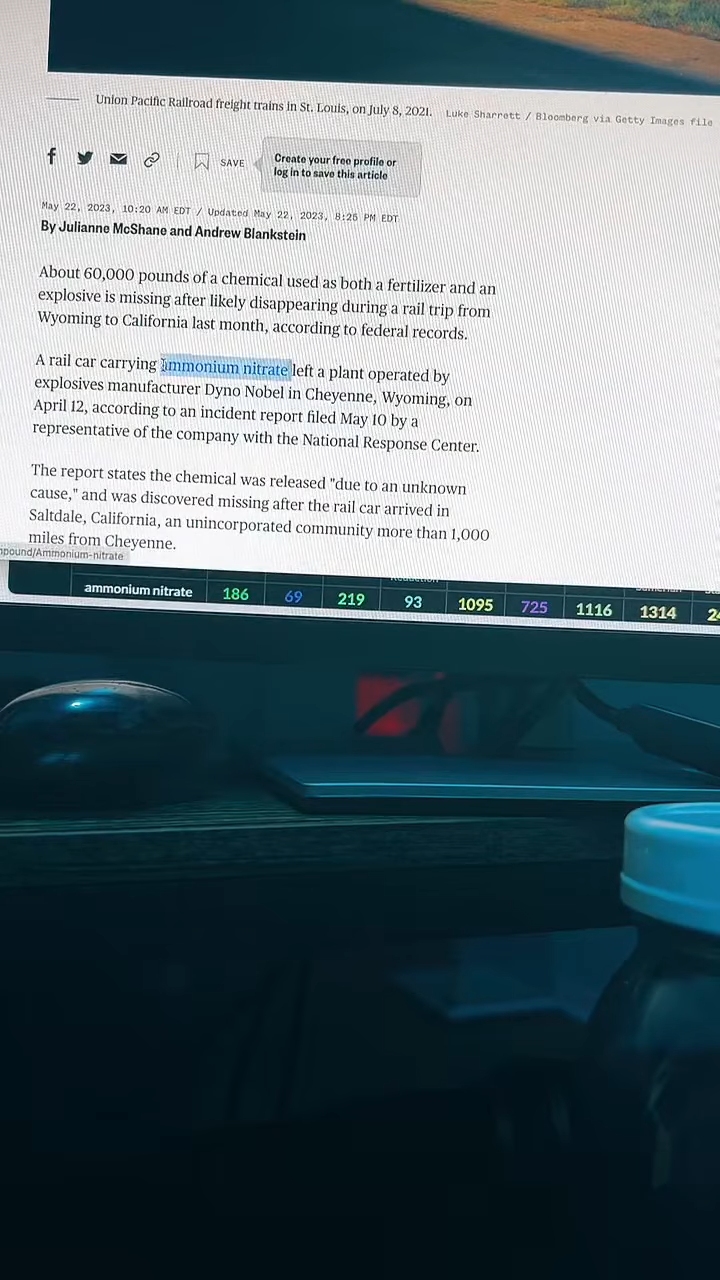 Union Pacific Railroad freight trains in St. Louis, on July 8, 2021. Luke Sharrett / Bloomberg via Getty Images file
SAVE
Create your free profile or
log in to save this article
May 22, 2023, 10:20 AM EDT / Updated May 22, 2023, 8:25 PM EDT
By Julianne McShane and Andrew Blankstein
About 60,000 pounds of a chemical used as both a fertilizer and an
explosive is missing after likely disappearing during a rail trip from
Wyoming to California last month, according to federal records.
A rail car carrying ammonium nitrate left a plant operated by
explosives manufacturer Dyno Nobel in Cheyenne, Wyoming, on
April 12, according to an incident report filed May 10 by a
representative of the company with the National Response Center.
The report states the chemical was released "due to an unknown
cause," and was discovered missing after the rail car arrived in
Saltdale, California, an unincorporated community more than 1,000
miles from Cheyenne.
pound/Ammonium-nitrate
ammonium nitrate 186 69 219 93 1095 725 1116 1314